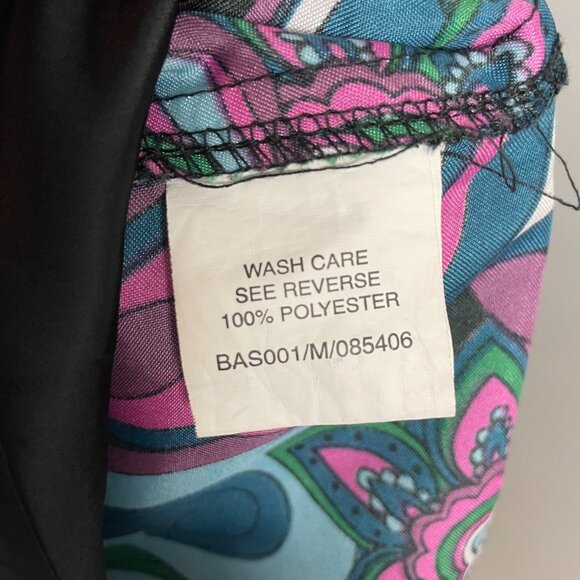 WASH CARE
SEE REVERSE
100% POLYESTER
BAS001/M/085406